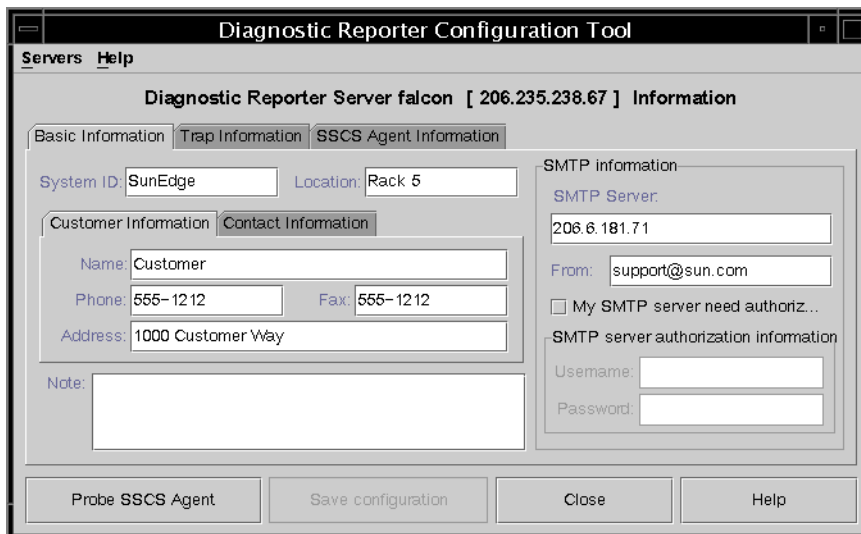 Diagnostic Reporter Configuration Tool
Servers Help
Diagnostic Reporter Server falcon [ 206.235.238.67 ] Information
Basic Information Trap Information SSCS Agent Information
System ID: SunEdge Location: Rack 5
Customer Information Contact Information
Name: Customer
Phone: 555-1212 Fax: 555-1212
Address: 1000 Customer Way
Note:
SMTP information
SMTP Server:
206.6.181.71
From: support@sun.com
My SMTP server need authoriz...
SMTP server authorization information
Username:
Password:
Probe SSCS Agent Save configuration Close Help